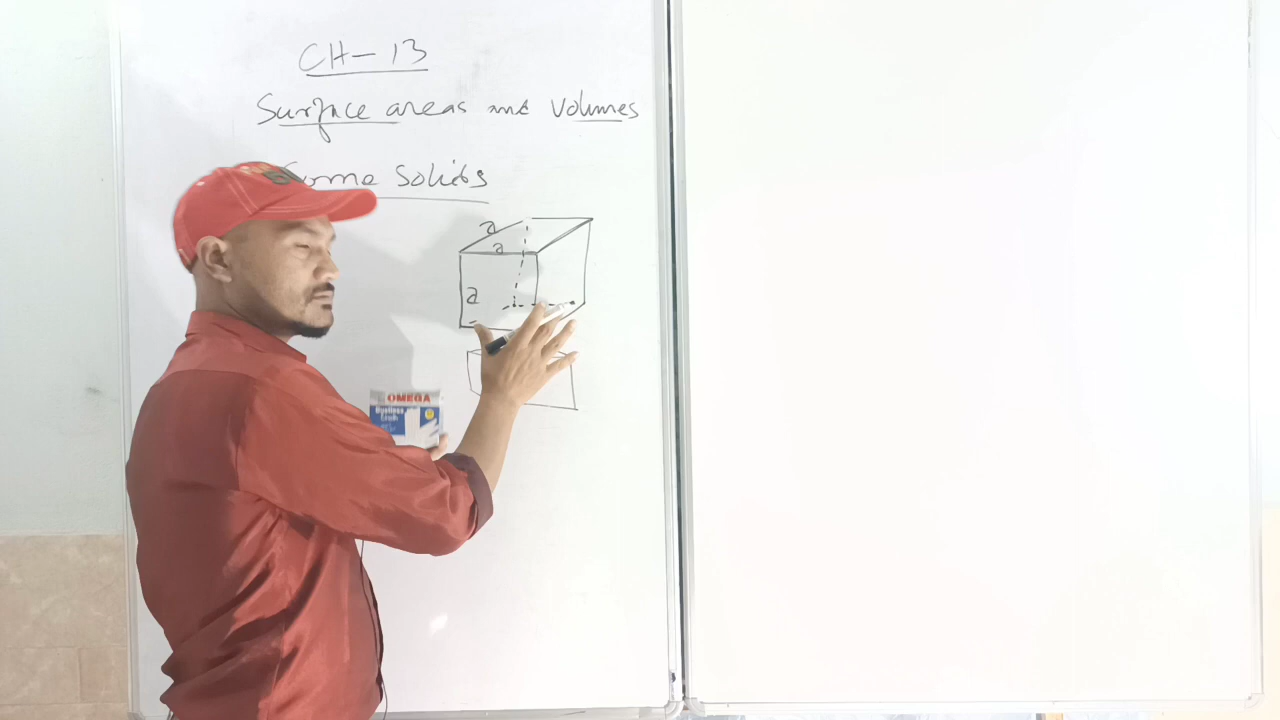 CH-13
Surface areas and Volumes
Some Solids
a
a
a
OMEGA